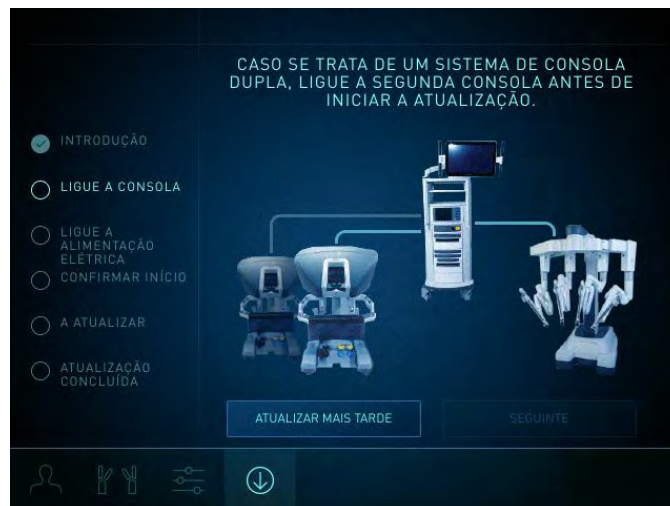 CASO SE TRATA DE UM SISTEMA DE CONSOLA
DUPLA, LIGUE A SEGUNDA CONSOLA ANTES DE
INICIAR A ATUALIZAÇÃO.
INTRODUÇÃO
LIGUE A CONSOLA
LIGUE A
ALIMENTAÇÃO
ELÉTRICA
CONFIRMAR INÍCIO
A ATUALIZAR
ATUALIZAÇÃO
CONCLUÍDA
ATUALIZAR MAIS TARDE
SEGUINTE